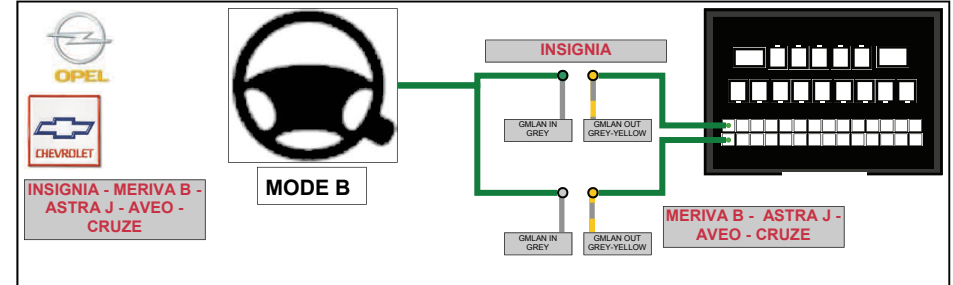 OPEL
CHEVROLET
INSIGNIA - MERIVA B -
ASTRA J - AVEO -
CRUZE
MODE B
INSIGNIA
GMLAN IN
GREY
GMLAN OUT
GREY-YELLOW
GMLAN IN
GREY
GMLAN OUT
GREY-YELLOW
MERIVA B - ASTRA J -
AVEO - CRUZE